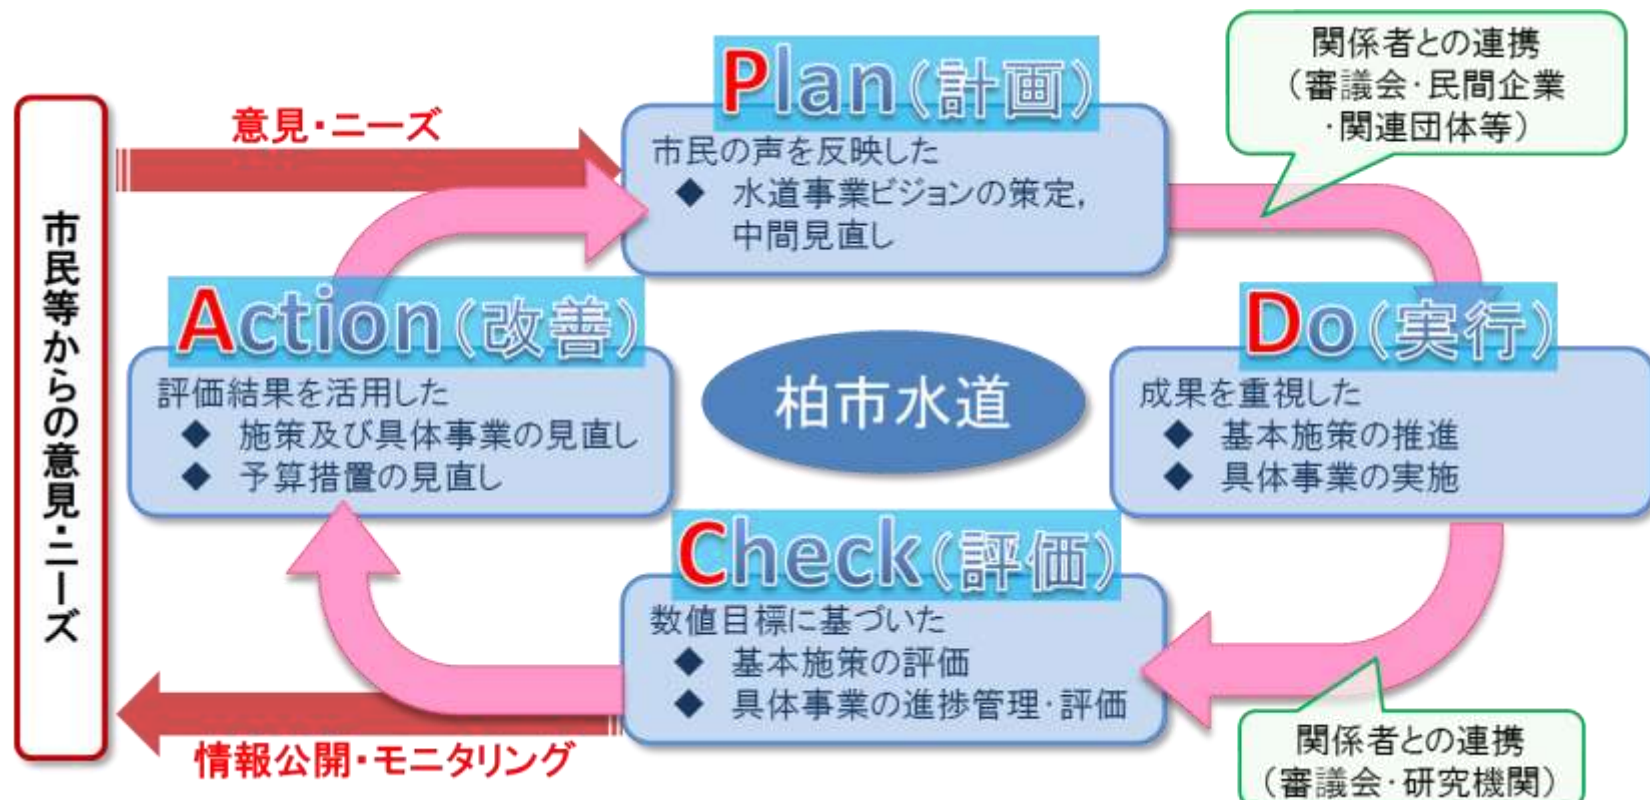 Plan(計画)
関係者との連携
(審議会・民間企業
・関連団体等)
意見・ニーズ
市民の声を反映した
◆ 水道事業ビジョンの策定,
中間見直し
市民等からの意見・ニーズ
Action(改善)
評価結果を活用した
◆ 施策及び具体事業の見直し
◆ 予算措置の見直し
柏市水道
Do(実行)
成果を重視した
◆ 基本施策の推進
◆ 具体事業の実施
Check(評価)
数値目標に基づいた
◆ 基本施策の評価
◆ 具体事業の進捗管理・評価
情報公開・モニタリング
関係者との連携
(審議会・研究機関)